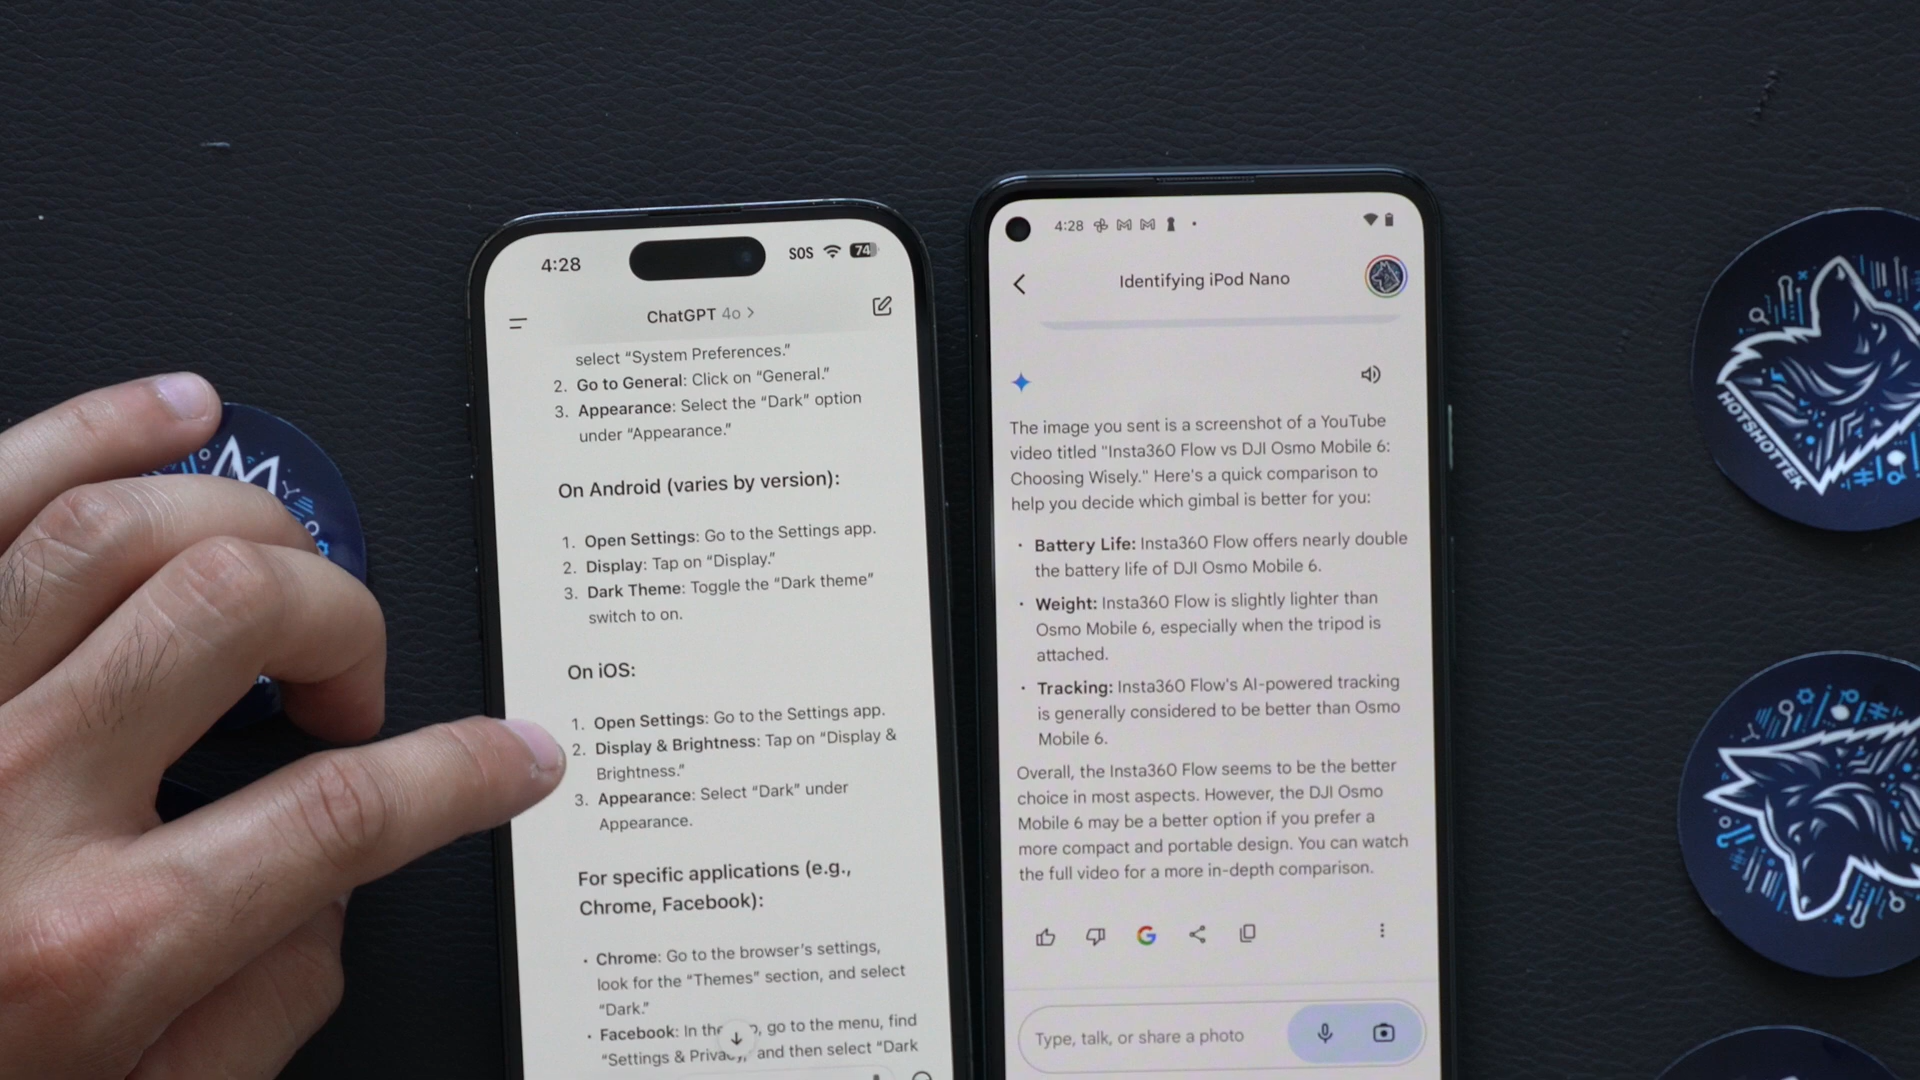 4:28
SOS
74
ChatGPT 4o >
select “System Preferences.”
2. Go to General: Click on “General.”
3. Appearance: Select the “Dark” option
under “Appearance.”
On Android (varies by version):
1. Open Settings: Go to the Settings app.
2. Display: Tap on “Display.”
3. Dark Theme: Toggle the “Dark theme”
switch to on.
On iOS:
1. Open Settings: Go to the Settings app.
2. Display & Brightness: Tap on “Display &
Brightness.”
3. Appearance: Select “Dark” under
Appearance.
For specific applications (e.g.,
Chrome, Facebook):
• Chrome: Go to the browser’s settings,
look for the “Themes” section, and select
“Dark.”
• Facebook: In the go to the menu, find
“Settings & Privacy,” and then select “Dark
4:28
Identifying iPod Nano
The image you sent is a screenshot of a YouTube
video titled "Insta360 Flow vs DJI Osmo Mobile 6:
Choosing Wisely." Here's a quick comparison to
help you decide which gimbal is better for you:
• Battery Life: Insta360 Flow offers nearly double
the battery life of DJI Osmo Mobile 6.
• Weight: Insta360 Flow is slightly lighter than
Osmo Mobile 6, especially when the tripod is
attached.
• Tracking: Insta360 Flow's AI-powered tracking
is generally considered to be better than Osmo
Mobile 6.
Overall, the Insta360 Flow seems to be the better
choice in most aspects. However, the DJI Osmo
Mobile 6 may be a better option if you prefer a
more compact and portable design. You can watch
the full video for a more in-depth comparison.
Type, talk, or share a photo
HOTSHOTTEK